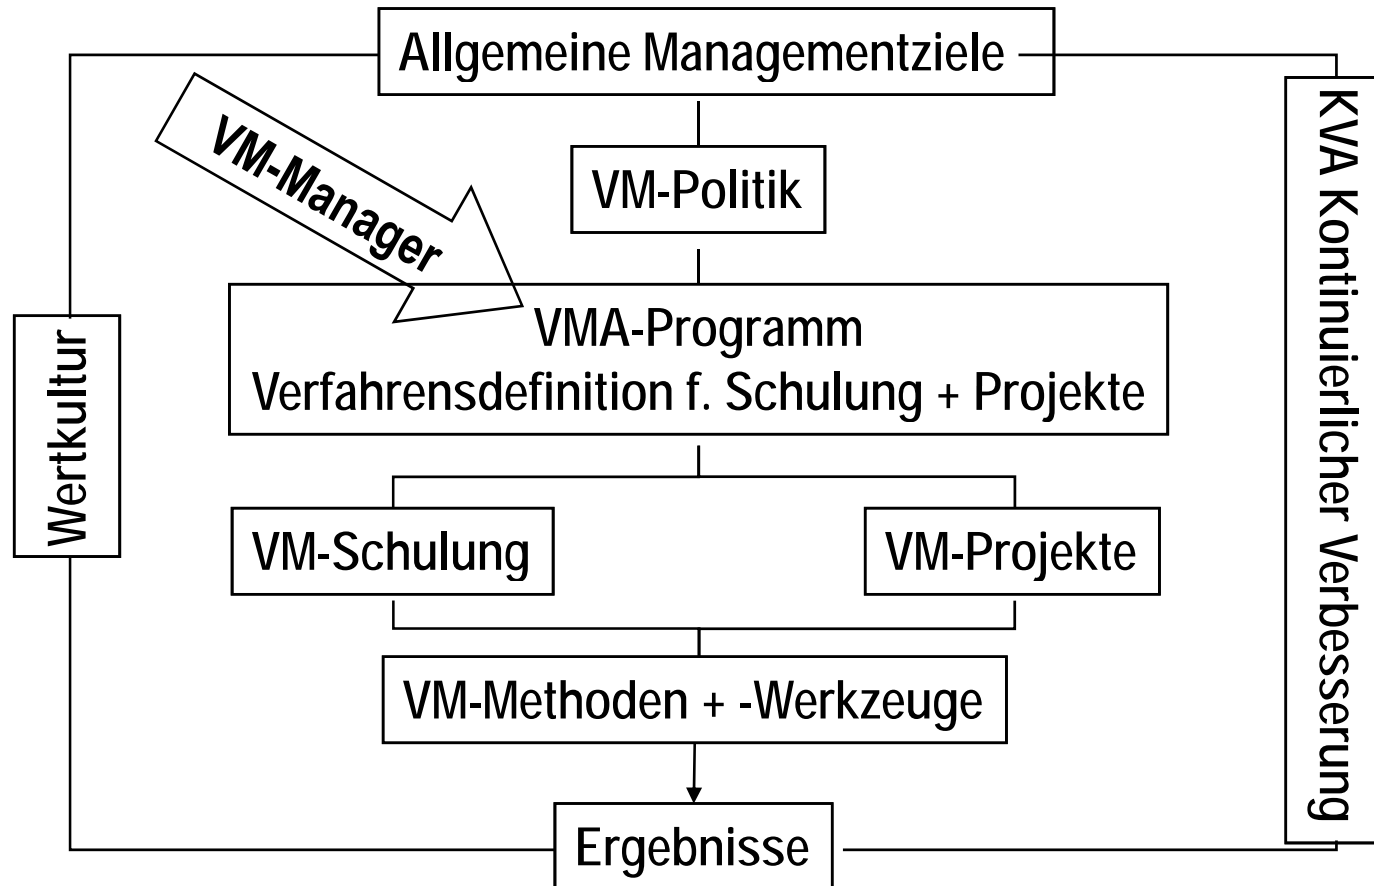 Allgemeine Managementziele
VM-Manager
VM-Politik
VMA-Programm
Verfahrensdefinition f. Schulung + Projekte
Wertkultur
KVA Kontinuierlicher Verbesserung
VM-Schulung
VM-Projekte
VM-Methoden + -Werkzeuge
Ergebnisse